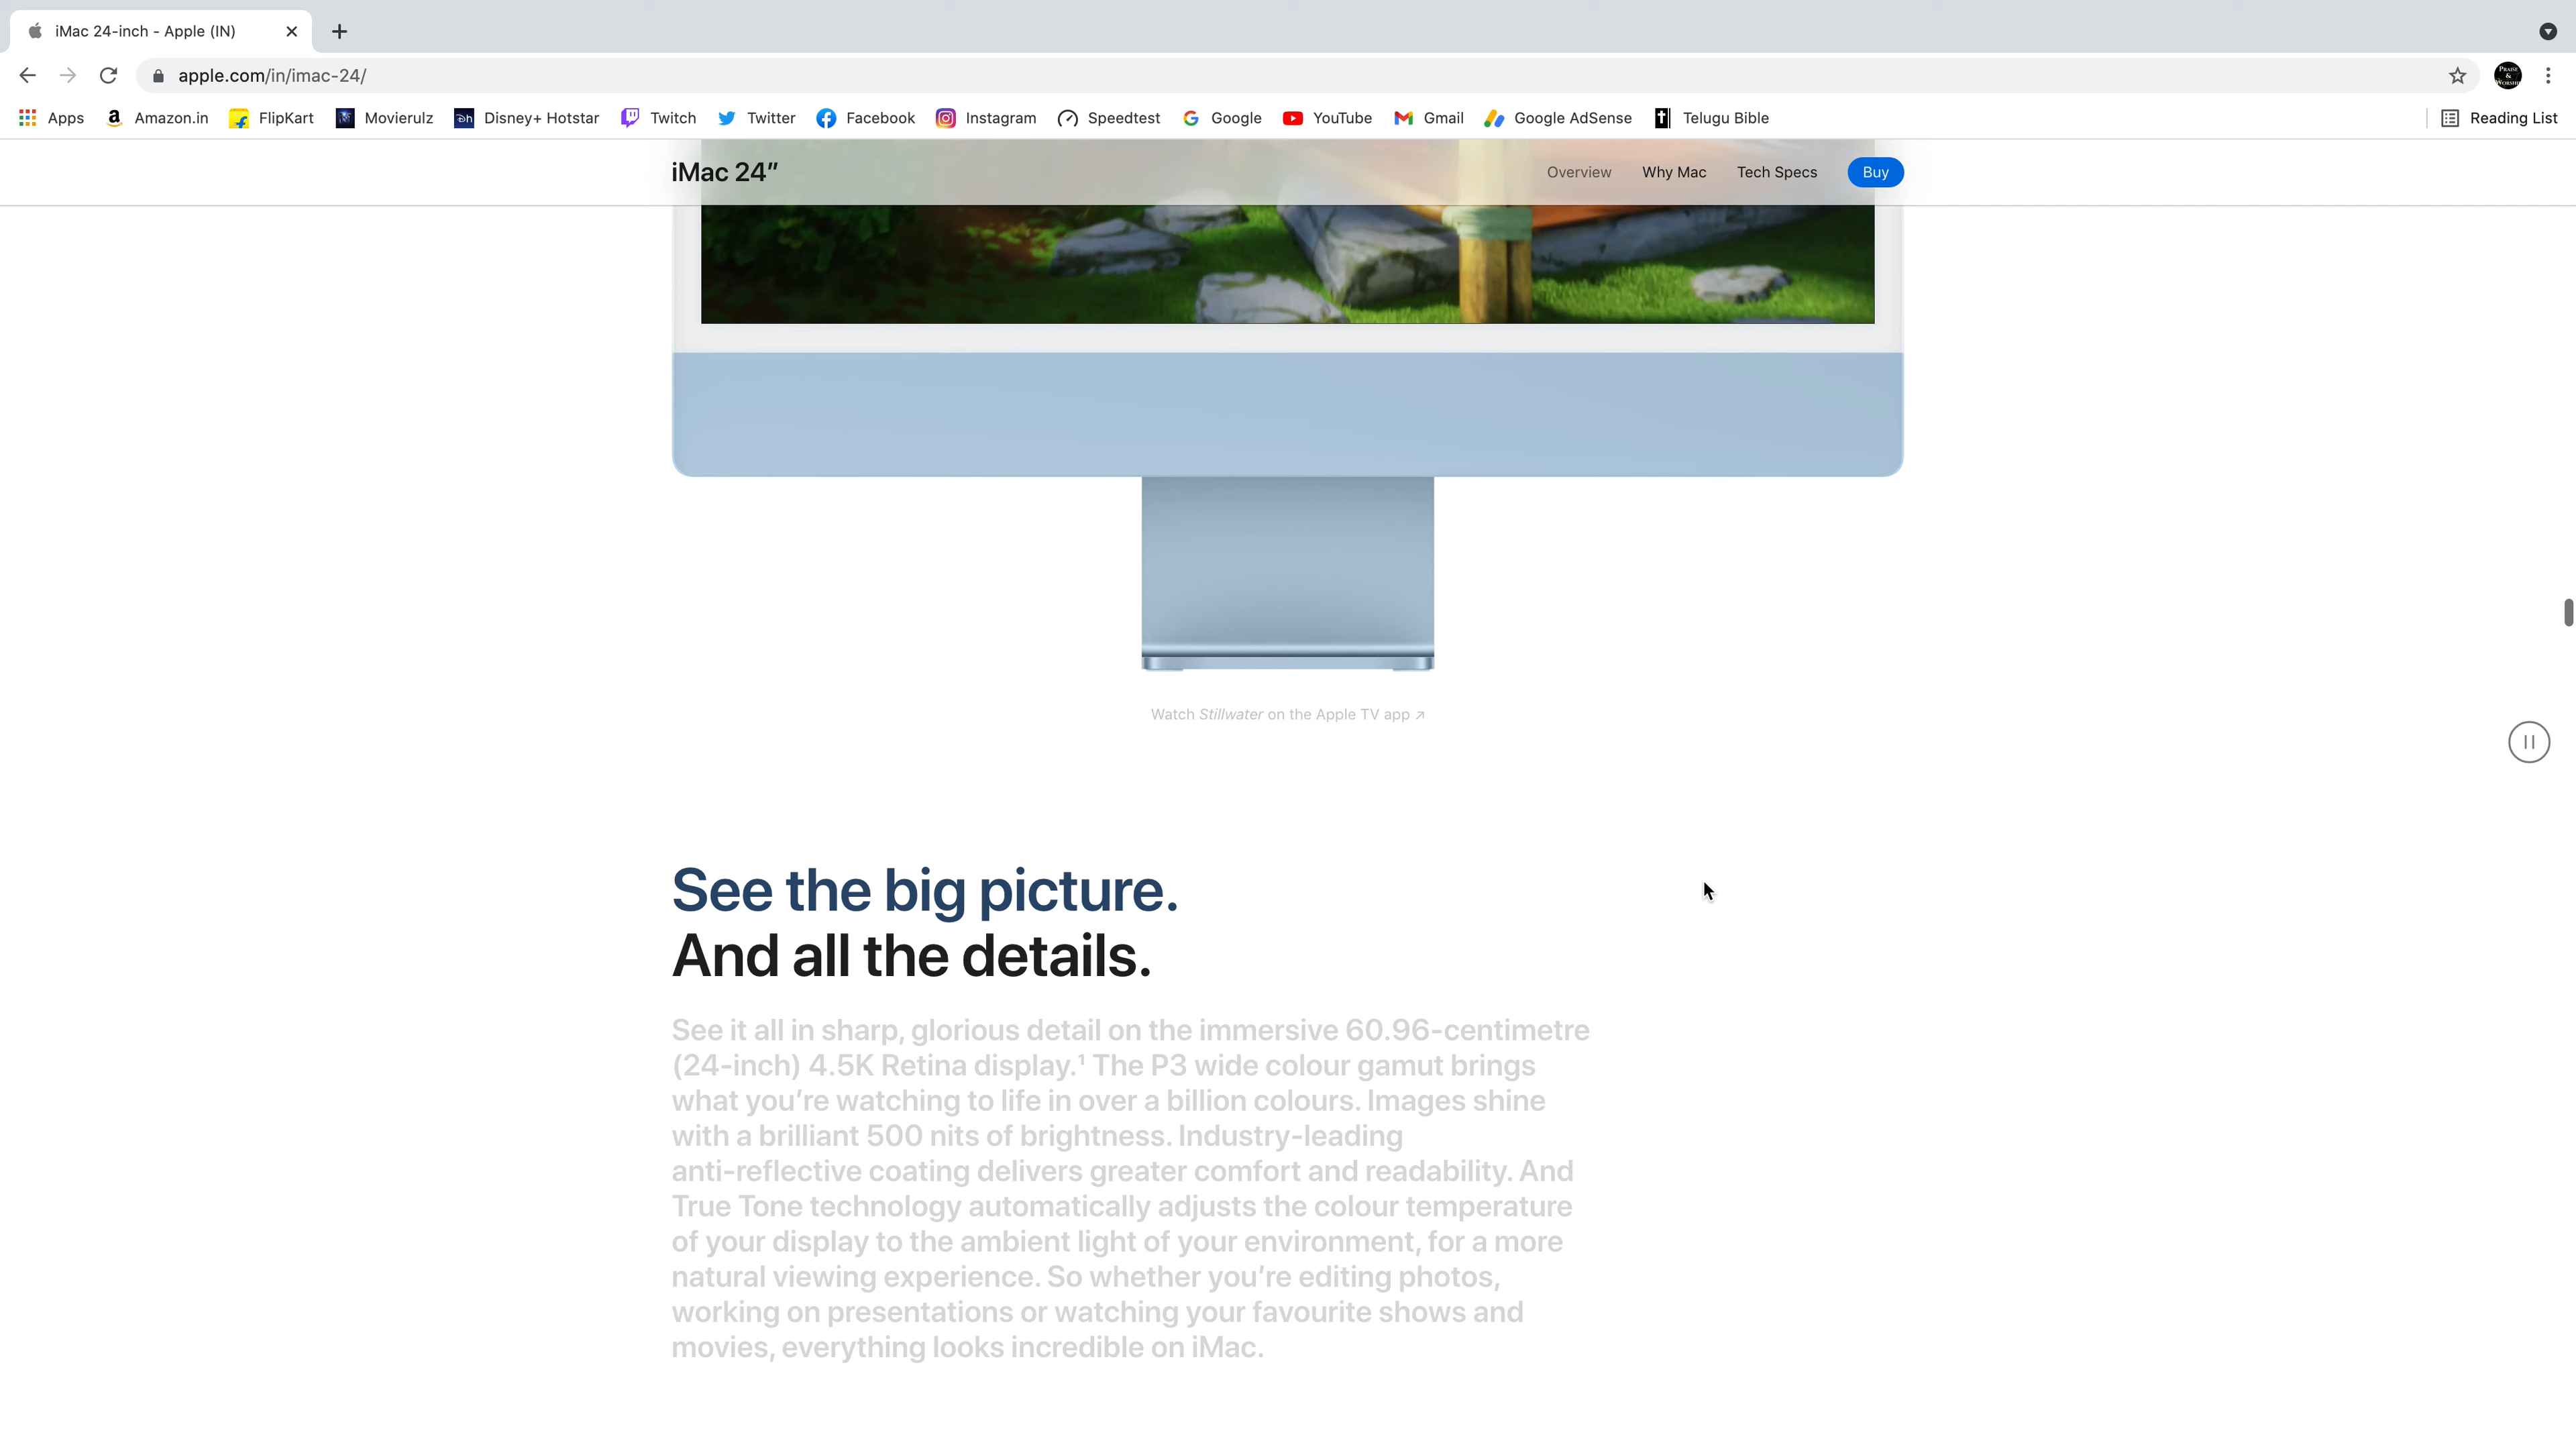 iMac 24-inch - Apple (IN)
apple.com/in/imac-24/
Apps Amazon.in FlipKart Movierulz Disney+ Hotstar Twitch Twitter Facebook Instagram Speedtest Google YouTube Gmail Google AdSense Telugu Bible Reading List
iMac 24″ Overview Why Mac Tech Specs Buy
Watch Stillwater on the Apple TV app ↗
See the big picture.
And all the details.
See it all in sharp, glorious detail on the immersive 60.96-centimetre
(24-inch) 4.5K Retina display.¹ The P3 wide colour gamut brings
what you’re watching to life in over a billion colours. Images shine
with a brilliant 500 nits of brightness. Industry-leading
anti-reflective coating delivers greater comfort and readability. And
True Tone technology automatically adjusts the colour temperature
of your display to the ambient light of your environment, for a more
natural viewing experience. So whether you’re editing photos,
working on presentations or watching your favourite shows and
movies, everything looks incredible on iMac.